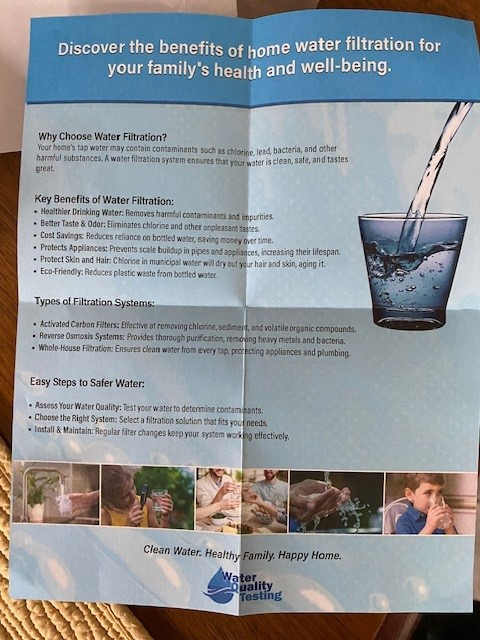 Discover the benefits of home water filtration for
your family's health and well-being.
Why Choose Water Filtration?
Your home's tap water may contain contaminants such as chlorine, lead, bacteria, and other
harmful substances. A water filtration system ensures that your water is clean, safe, and tastes
great.
Key Benefits of Water Filtration:
• Healthier Drinking Water: Removes harmful contaminants and impurities.
• Better Taste & Odor: Eliminates chlorine and other unpleasant tastes.
• Cost Savings: Reduces reliance on bottled water, saving money over time.
• Protects Appliances: Prevents scale buildup in pipes and appliances, increasing their lifespan.
• Protect Skin and Hair: Chlorine in municipal water will dry out your hair and skin, aging it.
• Eco-Friendly: Reduces plastic waste from bottled water.
Types of Filtration Systems:
• Activated Carbon Filters: Effective at removing chlorine, sediment, and volatile organic compounds.
• Reverse Osmosis Systems: Provides thorough purification, removing heavy metals and bacteria.
• Whole-House Filtration: Ensures clean water from every tap, protecting appliances and plumbing.
Easy Steps to Safer Water:
• Assess Your Water Quality: Test your water to determine contaminants.
• Choose the Right System: Select a filtration solution that fits your needs.
• Install & Maintain: Regular filter changes keep your system working effectively.
Clean Water. Healthy Family. Happy Home.
Water
Quality
Testing